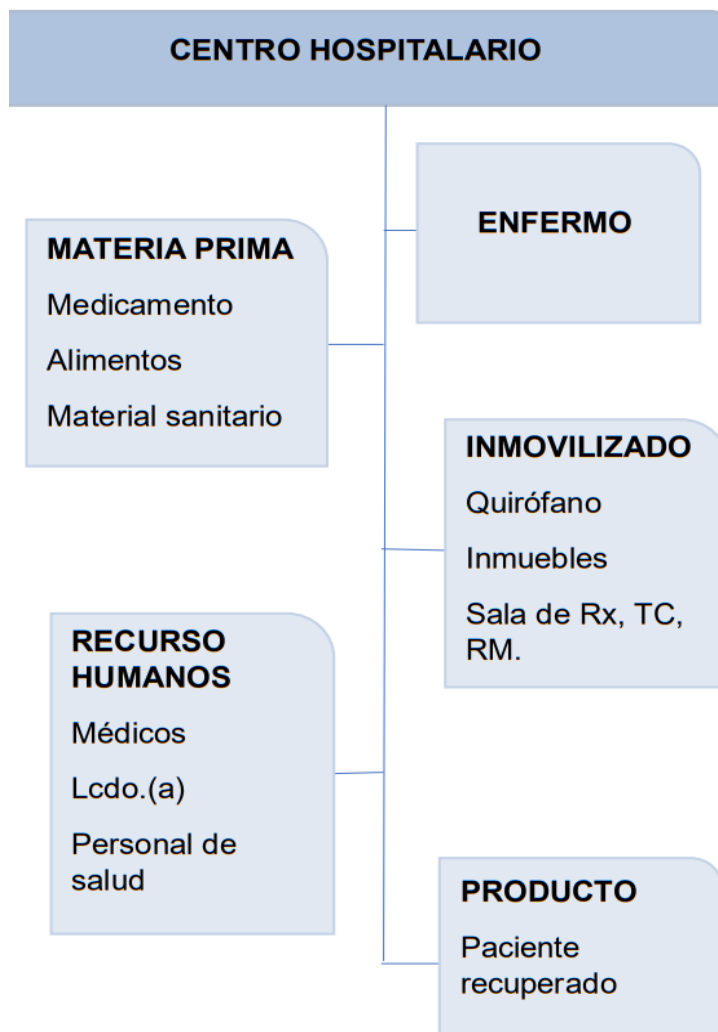 CENTRO HOSPITALARIO
ENFERMO
MATERIA PRIMA
Medicamento
Alimentos
Material sanitario
INMOVILIZADO
Quirófano
Inmuebles
Sala de Rx, TC,
RM.
RECURSO
HUMANOS
Médicos
Lcdo.(a)
Personal de
salud
PRODUCTO
Paciente
recuperado